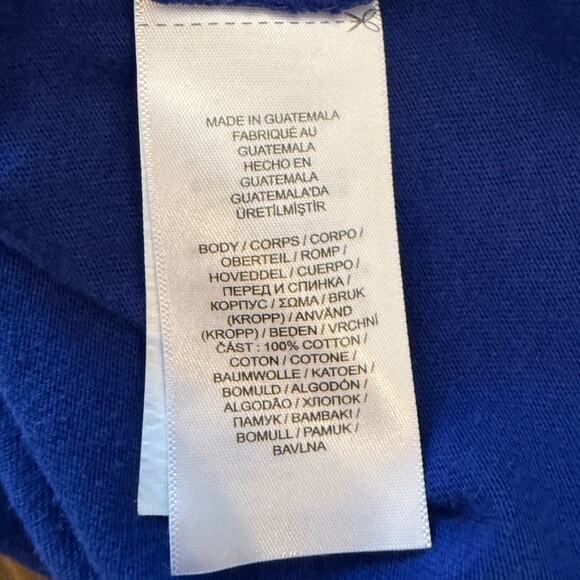 MADE IN GUATEMALA
FABRIQUÉ AU
GUATEMALA
HECHO EN
GUATEMALA
GUATEMALA'DA
ÜRETİLMİŞTİR
BODY / CORPS / CORPO /
OBERTEIL / ROMP /
HOVEDDEL / CUERPO /
ПЕРЕД И СПИНКА /
КОРПУС / ΣΩΜΑ / BRUK
(KROPP) / ANVÄND
(KROPP) / BEDEN / VRCHNÍ
ČÁST : 100% COTTON /
COTON / COTONE /
BAUMWOLLE / KATOEN /
BOMULD / ALGODÓN /
ALGODÃO / ХЛОПОК /
ПАМУК / ΒΑΜΒΑΚΙ /
BOMULL / PAMUK /
BAVLNA